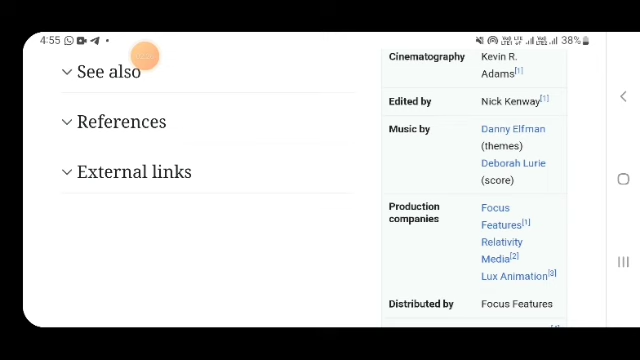 4:55
38%
See also
References
External links
Cinematography Kevin R.
Adams[1]
Edited by Nick Kenway[1]
Music by Danny Elfman
(themes)
Deborah Lurie
(score)
Production Focus
companies Features[1]
Relativity
Media[2]
Lux Animation[3]
Distributed by Focus Features